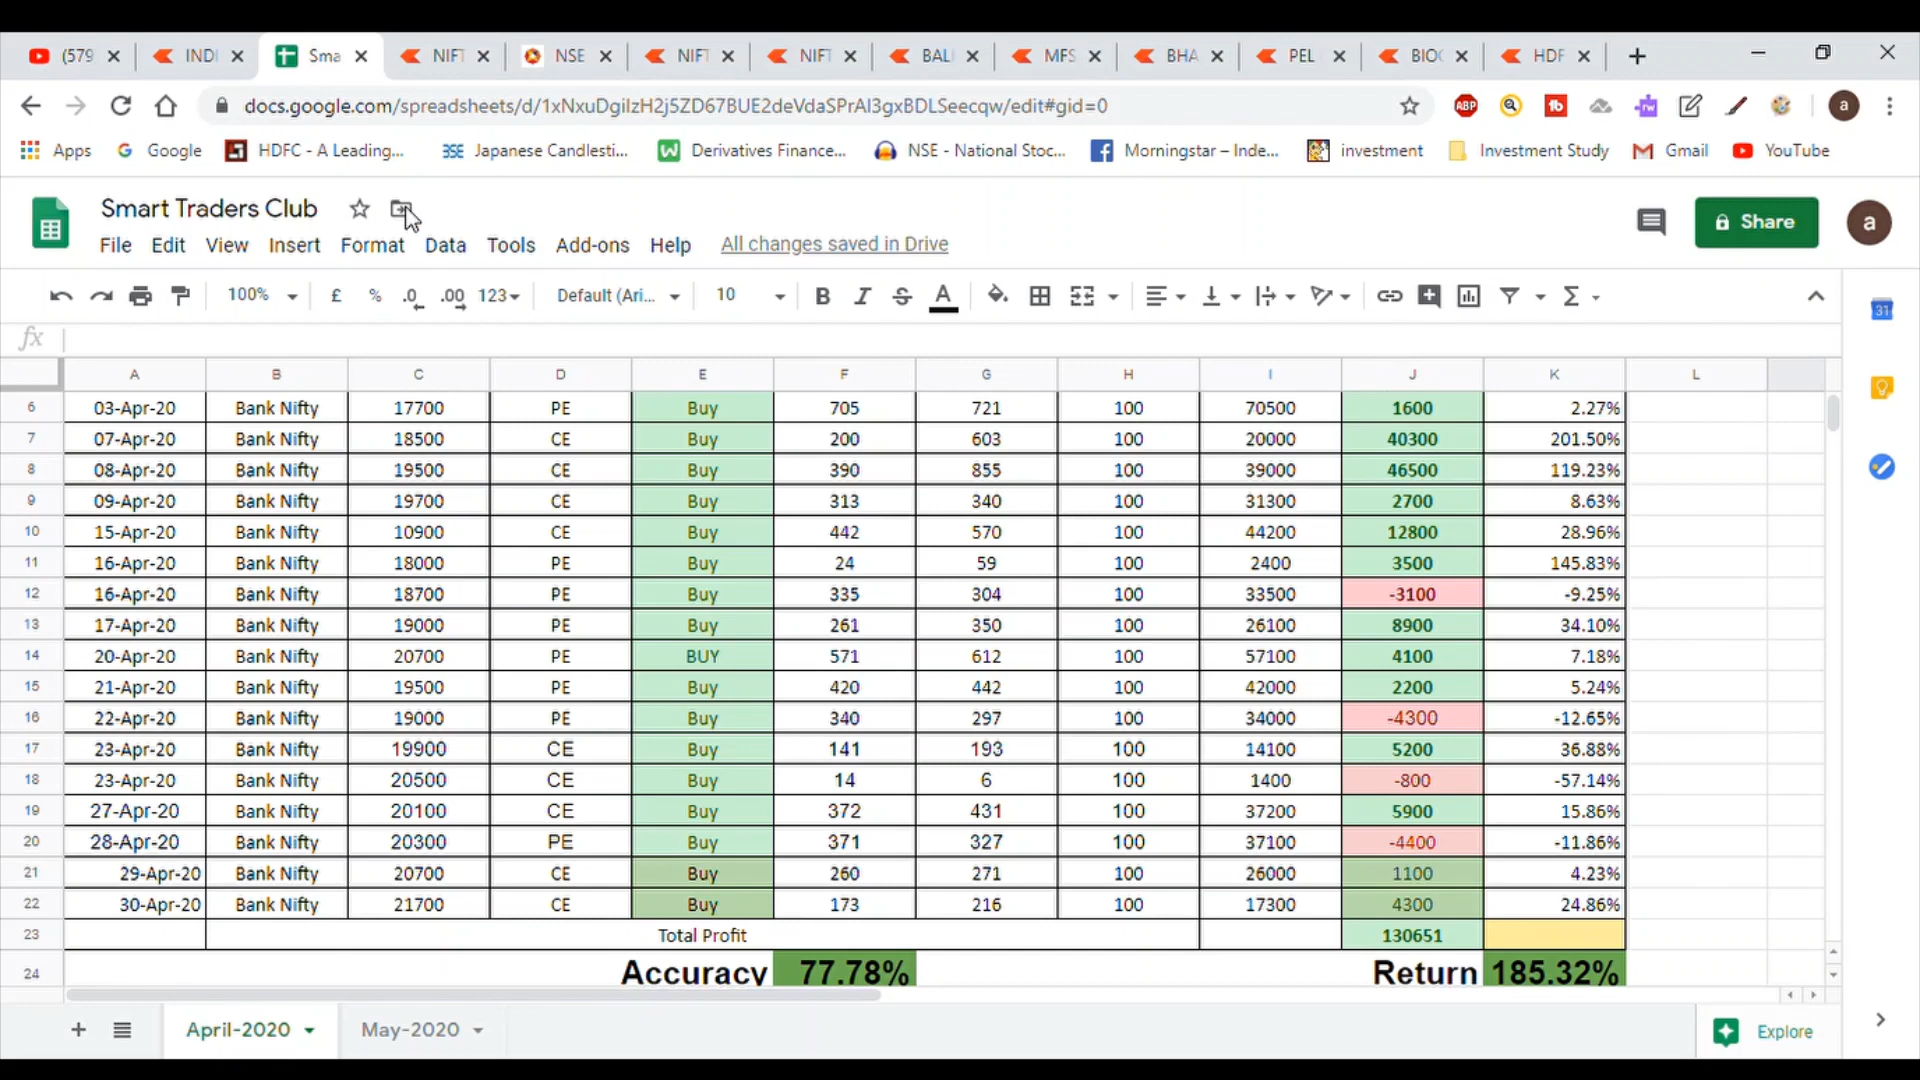 (579 INDI Sma NIFT NSE NIFT NIFT BALI MFS BHA PEL BIOC HDF
docs.google.com/spreadsheets/d/1xNxuDgiIzH2j5ZD67BUE2deVdaSPrAI3gxBDLSeecqw/edit#gid=0
Apps Google HDFC - A Leading... Japanese Candlesti... Derivatives Finance... NSE - National Stoc... Morningstar – Inde... investment Investment Study Gmail YouTube
Smart Traders Club
Share a
File Edit View Insert Format Data Tools Add-ons Help All changes saved in Drive
100% £ % .0 .00 123 Default (Ari... 10 B I S A
fx
A B C D E F G H I J K L
6 03-Apr-20 Bank Nifty 17700 PE Buy 705 721 100 70500 1600 2.27%
7 07-Apr-20 Bank Nifty 18500 CE Buy 200 603 100 20000 40300 201.50%
8 08-Apr-20 Bank Nifty 19500 CE Buy 390 855 100 39000 46500 119.23%
9 09-Apr-20 Bank Nifty 19700 CE Buy 313 340 100 31300 2700 8.63%
10 15-Apr-20 Bank Nifty 10900 CE Buy 442 570 100 44200 12800 28.96%
11 16-Apr-20 Bank Nifty 18000 PE Buy 24 59 100 2400 3500 145.83%
12 16-Apr-20 Bank Nifty 18700 PE Buy 335 304 100 33500 -3100 -9.25%
13 17-Apr-20 Bank Nifty 19000 PE Buy 261 350 100 26100 8900 34.10%
14 20-Apr-20 Bank Nifty 20700 PE BUY 571 612 100 57100 4100 7.18%
15 21-Apr-20 Bank Nifty 19500 PE Buy 420 442 100 42000 2200 5.24%
16 22-Apr-20 Bank Nifty 19000 PE Buy 340 297 100 34000 -4300 -12.65%
17 23-Apr-20 Bank Nifty 19900 CE Buy 141 193 100 14100 5200 36.88%
18 23-Apr-20 Bank Nifty 20500 CE Buy 14 6 100 1400 -800 -57.14%
19 27-Apr-20 Bank Nifty 20100 CE Buy 372 431 100 37200 5900 15.86%
20 28-Apr-20 Bank Nifty 20300 PE Buy 371 327 100 37100 -4400 -11.86%
21 29-Apr-20 Bank Nifty 20700 CE Buy 260 271 100 26000 1100 4.23%
22 30-Apr-20 Bank Nifty 21700 CE Buy 173 216 100 17300 4300 24.86%
23 Total Profit 130651
24 Accuracy 77.78% Return 185.32%
April-2020 May-2020 Explore